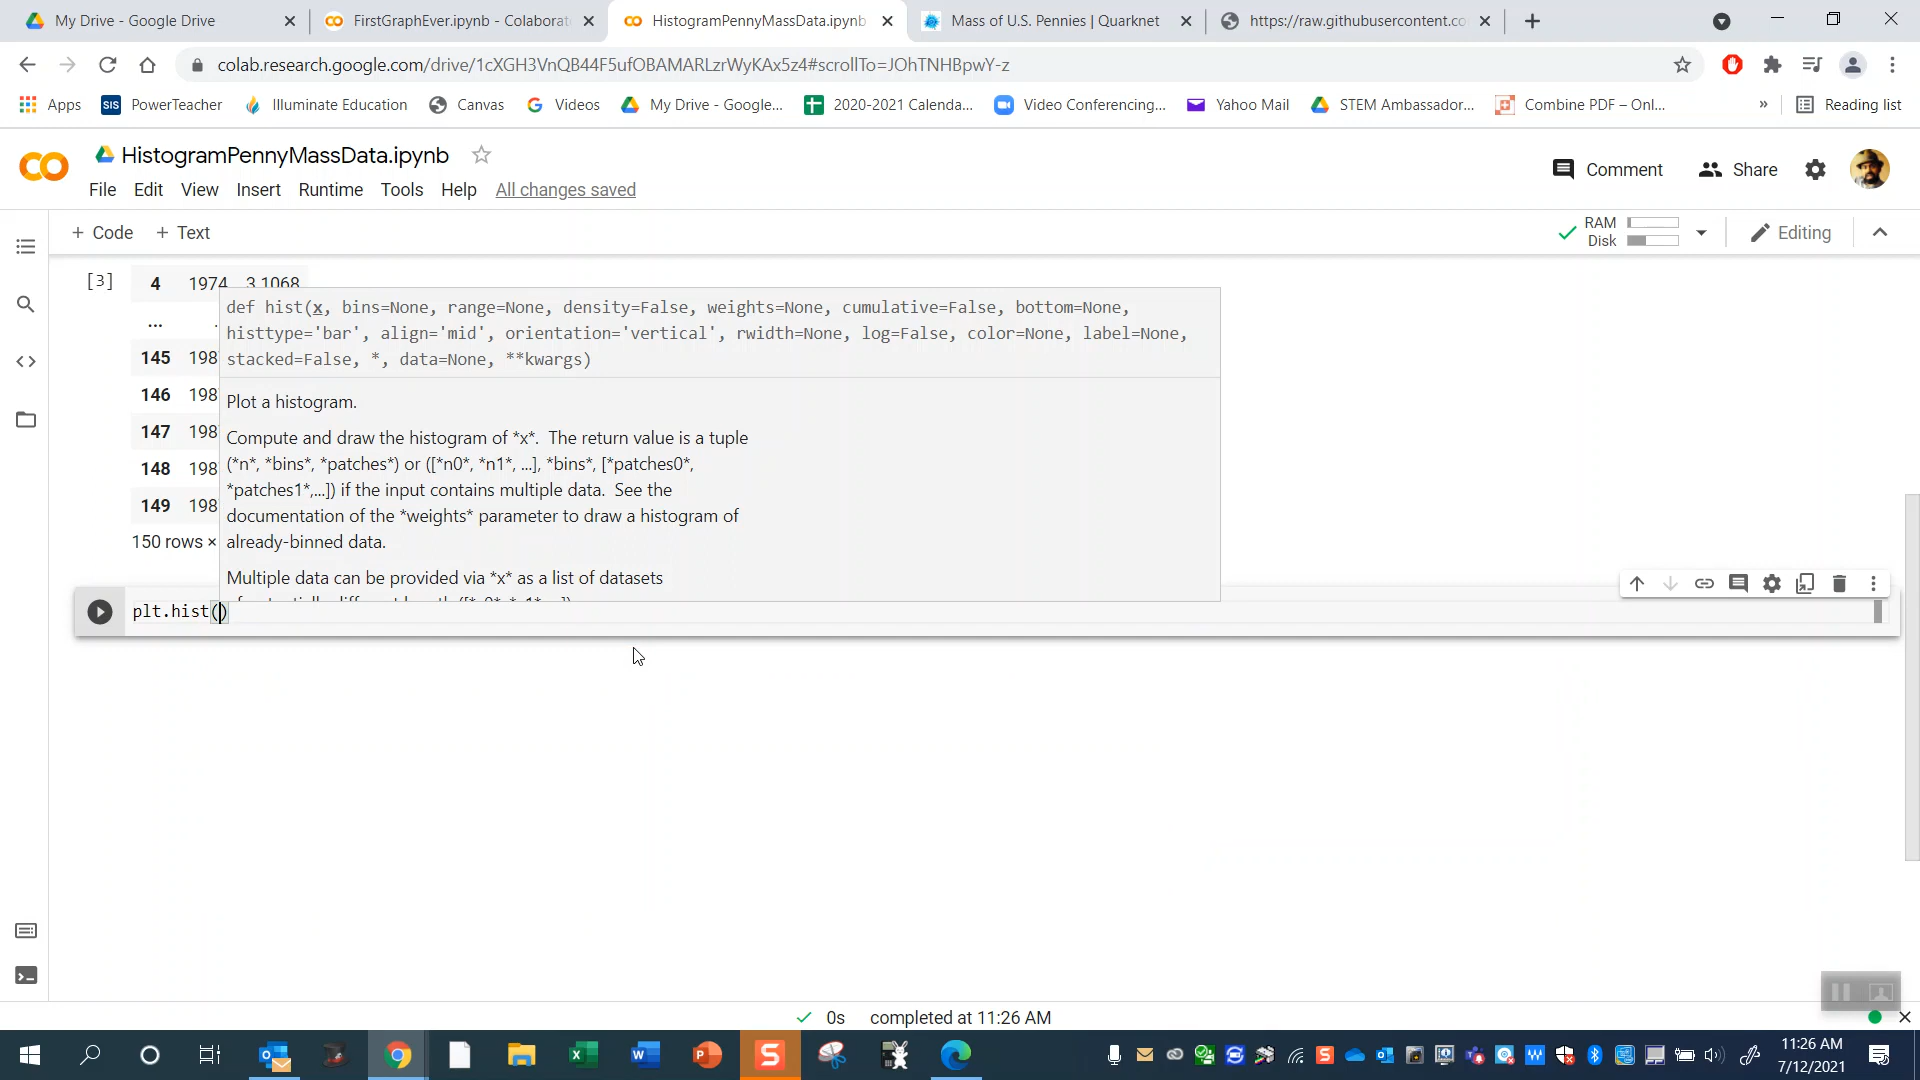 My Drive - Google Drive
FirstGraphEver.ipynb - Colaborat
HistogramPennyMassData.ipynb
Mass of U.S. Pennies | Quarknet
https://raw.githubusercontent.co
colab.research.google.com/drive/1cXGH3VnQB44F5ufOBAMARLzrWyKAx5z4#scrollTo=JOhTNHBpwY-z
Apps
SIS PowerTeacher
Illuminate Education
Canvas
Videos
My Drive - Google...
2020-2021 Calenda...
Video Conferencing...
Yahoo Mail
STEM Ambassador...
Combine PDF – Onl...
»
Reading list
HistogramPennyMassData.ipynb
Comment
Share
File Edit View Insert Runtime Tools Help All changes saved
+ Code + Text
RAM
Disk
Editing
[3] 4 1974 3.1068
... .
def hist(x, bins=None, range=None, density=False, weights=None, cumulative=False, bottom=None,
histtype='bar', align='mid', orientation='vertical', rwidth=None, log=False, color=None, label=None,
stacked=False, *, data=None, **kwargs)
145 198
146 198
147 198
148 198
149 198
150 rows ×
Plot a histogram.
Compute and draw the histogram of *x*. The return value is a tuple
(*n*, *bins*, *patches*) or ([*n0*, *n1*, ...], *bins*, [*patches0*,
*patches1*,...]) if the input contains multiple data. See the
documentation of the *weights* parameter to draw a histogram of
already-binned data.
Multiple data can be provided via *x* as a list of datasets
plt.hist()
0s completed at 11:26 AM
11:26 AM
7/12/2021